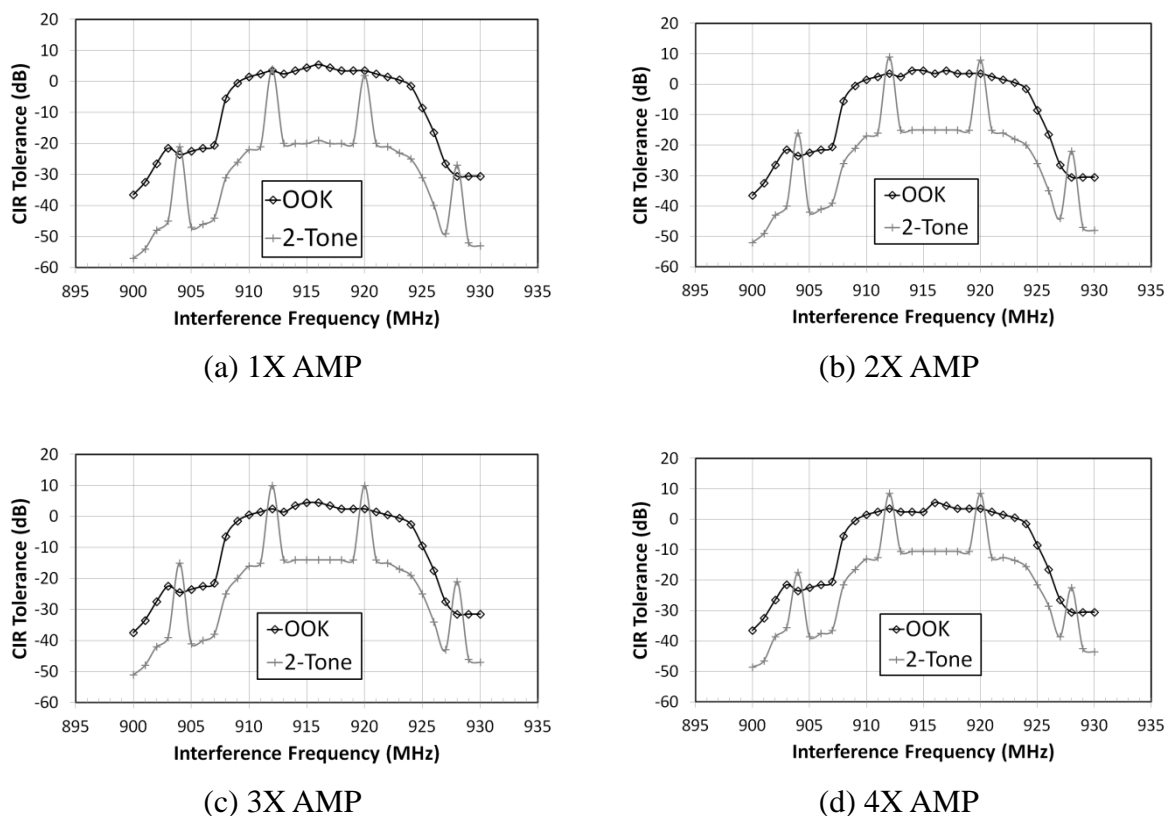 20
10
0
-10
-20
-30
-40
-50
-60
CIR Tolerance (dB)
OOK
2-Tone
895 900 905 910 915 920 925 930 935
Interference Frequency (MHz)
(a) 1X AMP
20
10
0
-10
-20
-30
-40
-50
-60
CIR Tolerance (dB)
OOK
2-Tone
895 900 905 910 915 920 925 930 935
Interference Frequency (MHz)
(b) 2X AMP
20
10
0
-10
-20
-30
-40
-50
-60
CIR Tolerance (dB)
OOK
2-Tone
895 900 905 910 915 920 925 930 935
Interference Frequency (MHz)
(c) 3X AMP
20
10
0
-10
-20
-30
-40
-50
-60
CIR Tolerance (dB)
OOK
2-Tone
895 900 905 910 915 920 925 930 935
Interference Frequency (MHz)
(d) 4X AMP